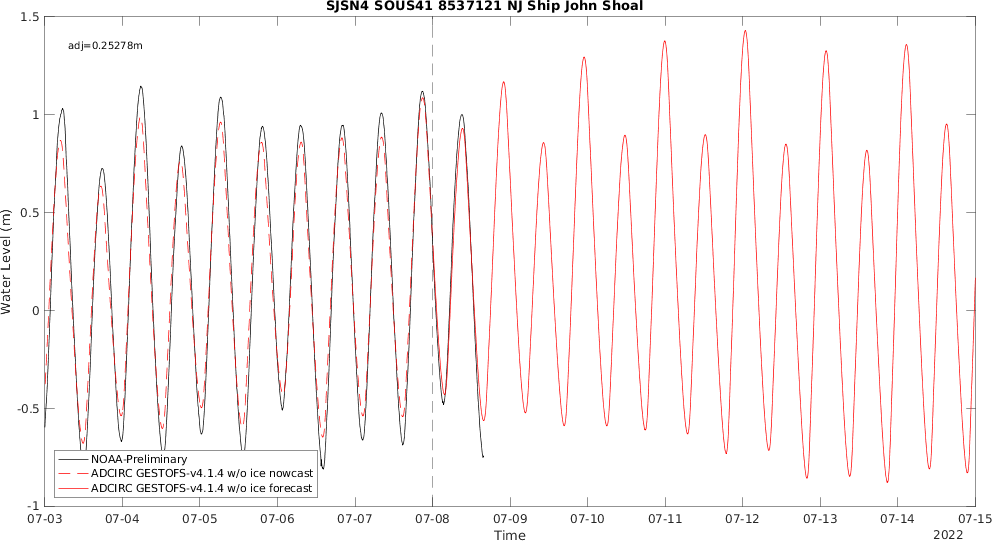 SJSN4 SOUS41 8537121 NJ Ship John Shoal
adj=0.25278m
1.5
1
0.5
0
-0.5
-1
Water Level (m)
NOAA-Preliminary
ADCIRC GESTOFS-v4.1.4 w/o ice nowcast
ADCIRC GESTOFS-v4.1.4 w/o ice forecast
07-03 07-04 07-05 07-06 07-07 07-08 07-09 07-10 07-11 07-12 07-13 07-14 07-15
Time
2022